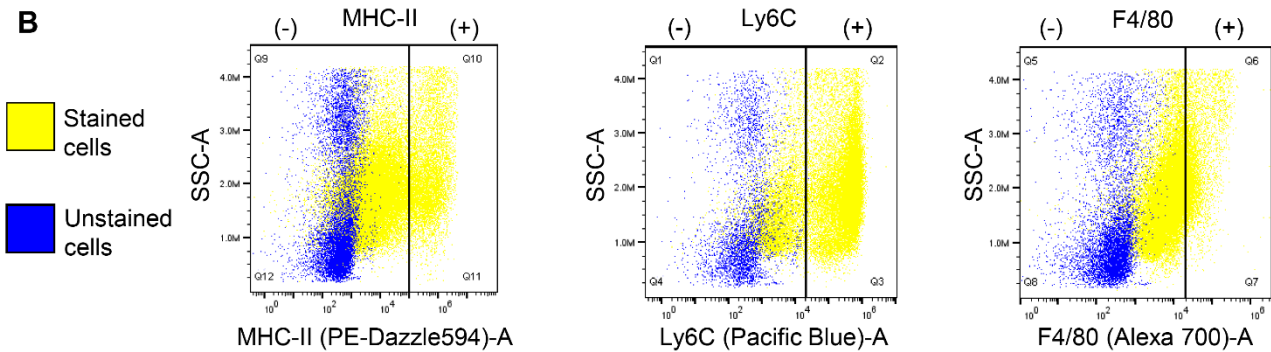 B
MHC-II
(-) (+)
Q9 Q10
4.0M
3.0M
2.0M
1.0M
Q12 Q11
10^0 10^2 10^4 10^6
SSC-A
MHC-II (PE-Dazzle594)-A
Ly6C
(-) (+)
Q1 Q2
4.0M
3.0M
2.0M
1.0M
Q4 Q3
10^0 10^2 10^4 10^6
SSC-A
Ly6C (Pacific Blue)-A
F4/80
(-) (+)
Q5 Q6
4.0M
3.0M
2.0M
1.0M
Q8 Q7
10^0 10^2 10^4 10^6
SSC-A
F4/80 (Alexa 700)-A
Stained
cells
Unstained
cells